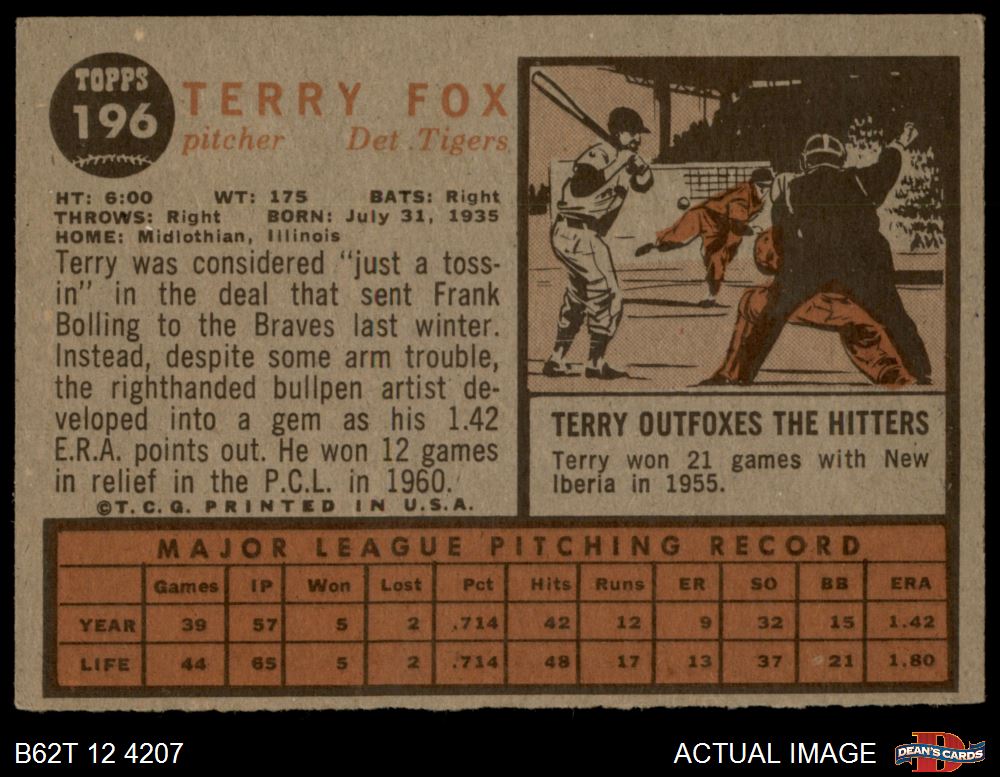 TOPPS
196
TERRY FOX
pitcher Det. Tigers
HT: 6:00 WT: 175 BATS: Right
THROWS: Right BORN: July 31, 1935
HOME: Midlothian, Illinois
Terry was considered "just a toss-
in" in the deal that sent Frank
Bolling to the Braves last winter.
Instead, despite some arm trouble,
the righthanded bullpen artist de-
veloped into a gem as his 1.42
E.R.A. points out. He won 12 games
in relief in the P.C.L. in 1960.
©T.C.G. PRINTED IN U.S.A.
TERRY OUTFOXES THE HITTERS
Terry won 21 games with New
Iberia in 1955.
MAJOR LEAGUE PITCHING RECORD
Games IP Won Lost Pct Hits Runs ER SO BB ERA
YEAR 39 57 5 2 .714 42 12 9 32 15 1.42
LIFE 44 65 5 2 .714 48 17 13 37 21 1.80
B62T 12 4207
ACTUAL IMAGE
D
DEAN'S CARDS